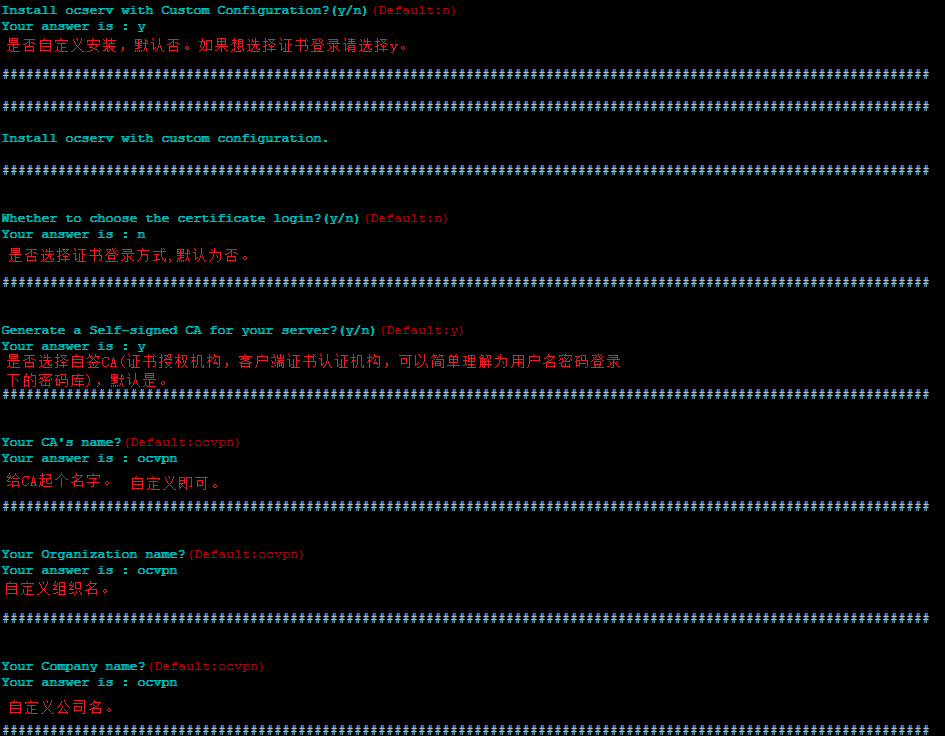 Install ocserv with Custom Configuration?(y/n)(Default:n)
Your answer is : y
是否自定义安装，默认否。如果想选择证书登录请选择y。
####################################################################################################################
####################################################################################################################
Install ocserv with custom configuration.
####################################################################################################################
Whether to choose the certificate login?(y/n)(Default:n)
Your answer is : n
是否选择证书登录方式,默认为否。
####################################################################################################################
Generate a Self-signed CA for your server?(y/n)(Default:y)
Your answer is : y
是否选择自签CA(证书授权机构，客户端证书认证机构，可以简单理解为用户名密码登录
下的密码库)，默认是。
####################################################################################################################
Your CA's name?(Default:ocvpn)
Your answer is : ocvpn
给CA起个名字。 自定义即可。
####################################################################################################################
Your Organization name?(Default:ocvpn)
Your answer is : ocvpn
自定义组织名。
####################################################################################################################
Your Company name?(Default:ocvpn)
Your answer is : ocvpn
自定义公司名。
####################################################################################################################